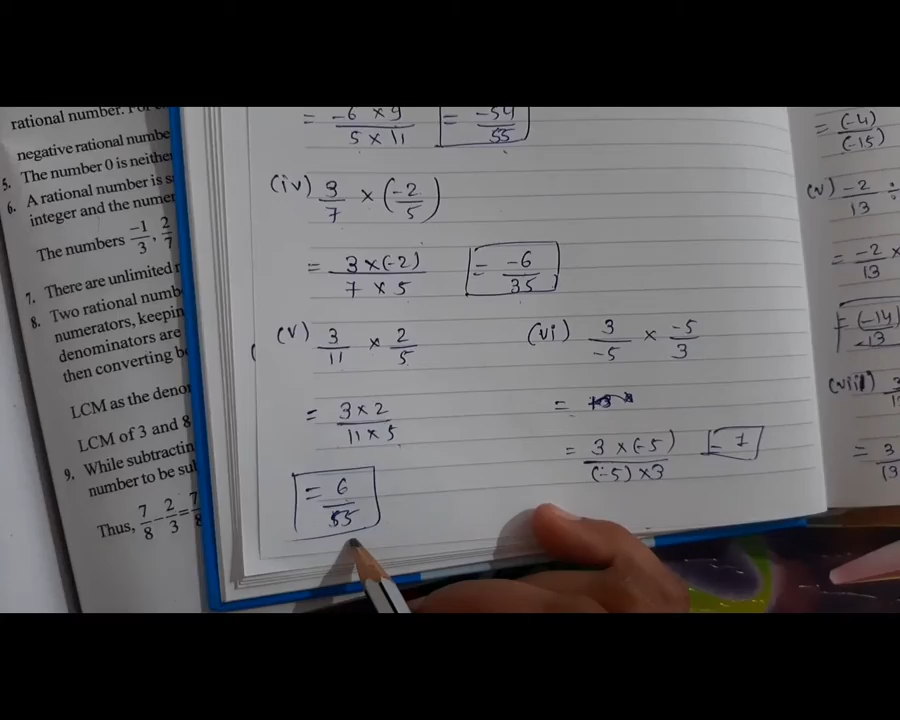 rational number.
negative rational numbe
5. The number 0 is neithe
6. A rational number is s
integer and the numer
The numbers -1/3, 2/7
7. There are unlimited r
8. Two rational numb
numerators, keepin
denominators are
then converting b
LCM as the deno
LCM of 3 and 8
9. While subtractin
number to be su
Thus, 7/8 - 2/3 = 7/8
= -6 × 9 / 5 × 11 = -54/55
(iv) 3/7 × (-2/5)
= 3 × (-2) / 7 × 5 = -6/35
(v) 3/11 × 2/5
= 3 × 2 / 11 × 5
= 6/55
(vi) 3/-5 × -5/3
=
= 3 × (-5) / (-5) × 3 = 1
= (-4)/(-15)
(v) -2/13 ÷
= -2/13 ×
= (-14)/13
(viii) 3
= 3/13